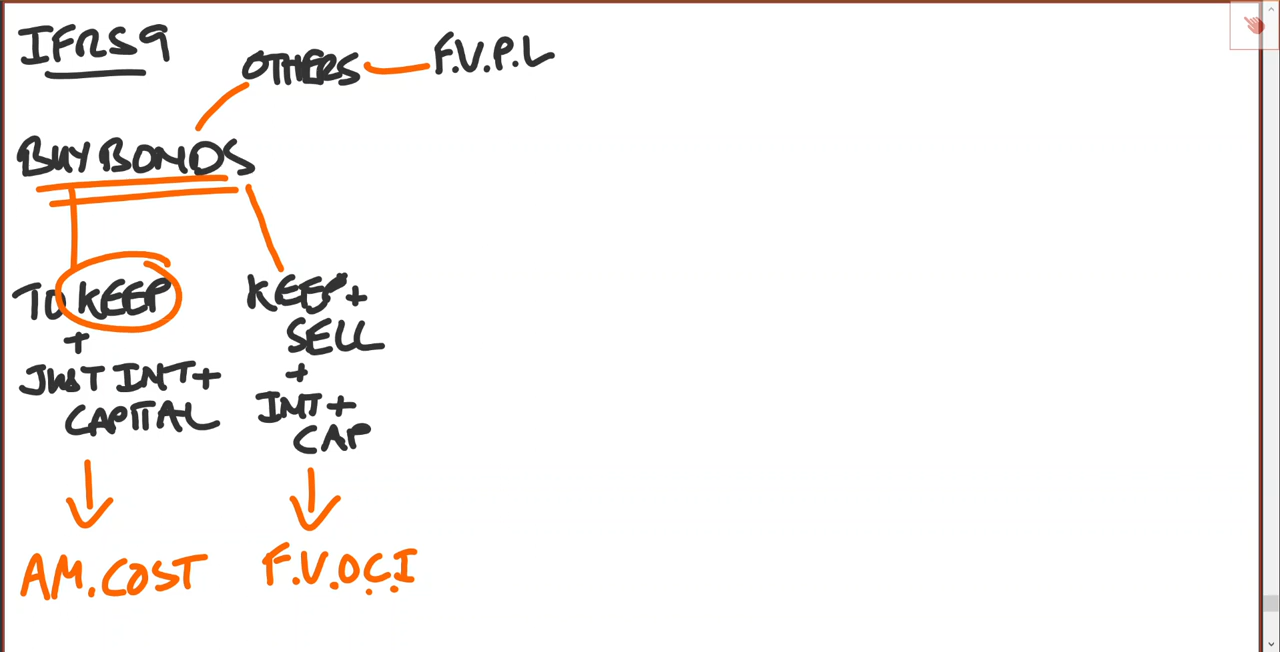 IFRS9
OTHERS
F.V.P.L
BUY BONDS
TO KEEP
+
JUST INT+
CAPITAL
AM.COST
KEEP+
SELL
+
INT+
CAP
F.V.O.C.I